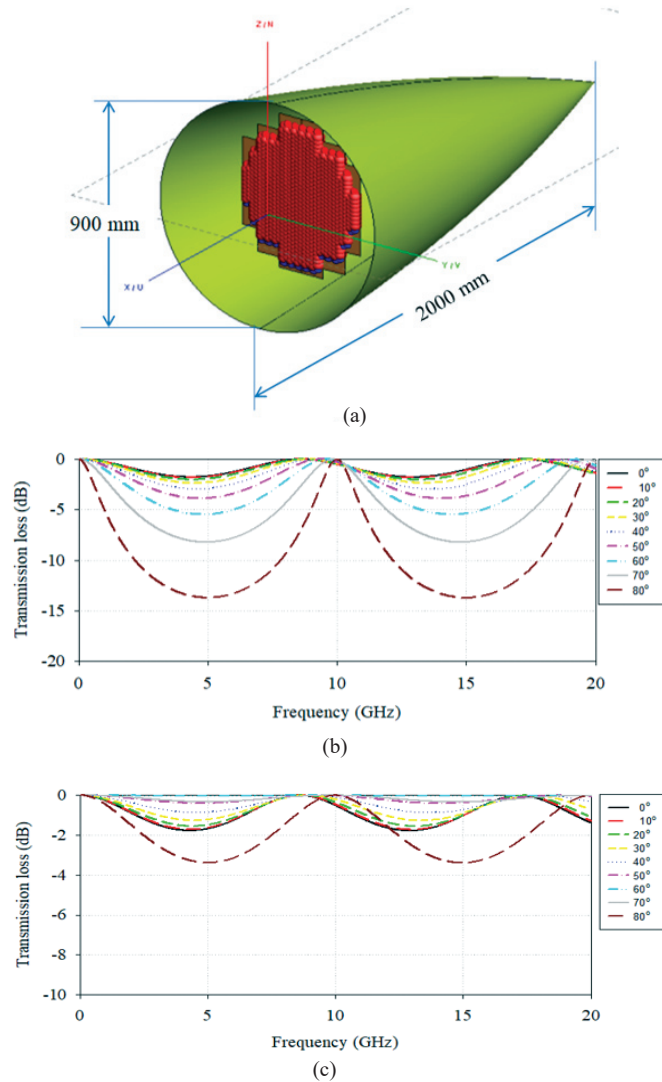 Z/N
900 mm
X/U
Y/V
2000 mm
(a)
Transmission loss (dB)
0
-5
-10
-15
-20
0 5 10 15 20
Frequency (GHz)
0°
10°
20°
30°
40°
50°
60°
70°
80°
(b)
Transmission loss (dB)
0
-2
-4
-6
-8
-10
0 5 10 15 20
Frequency (GHz)
0°
10°
20°
30°
40°
50°
60°
70°
80°
(c)